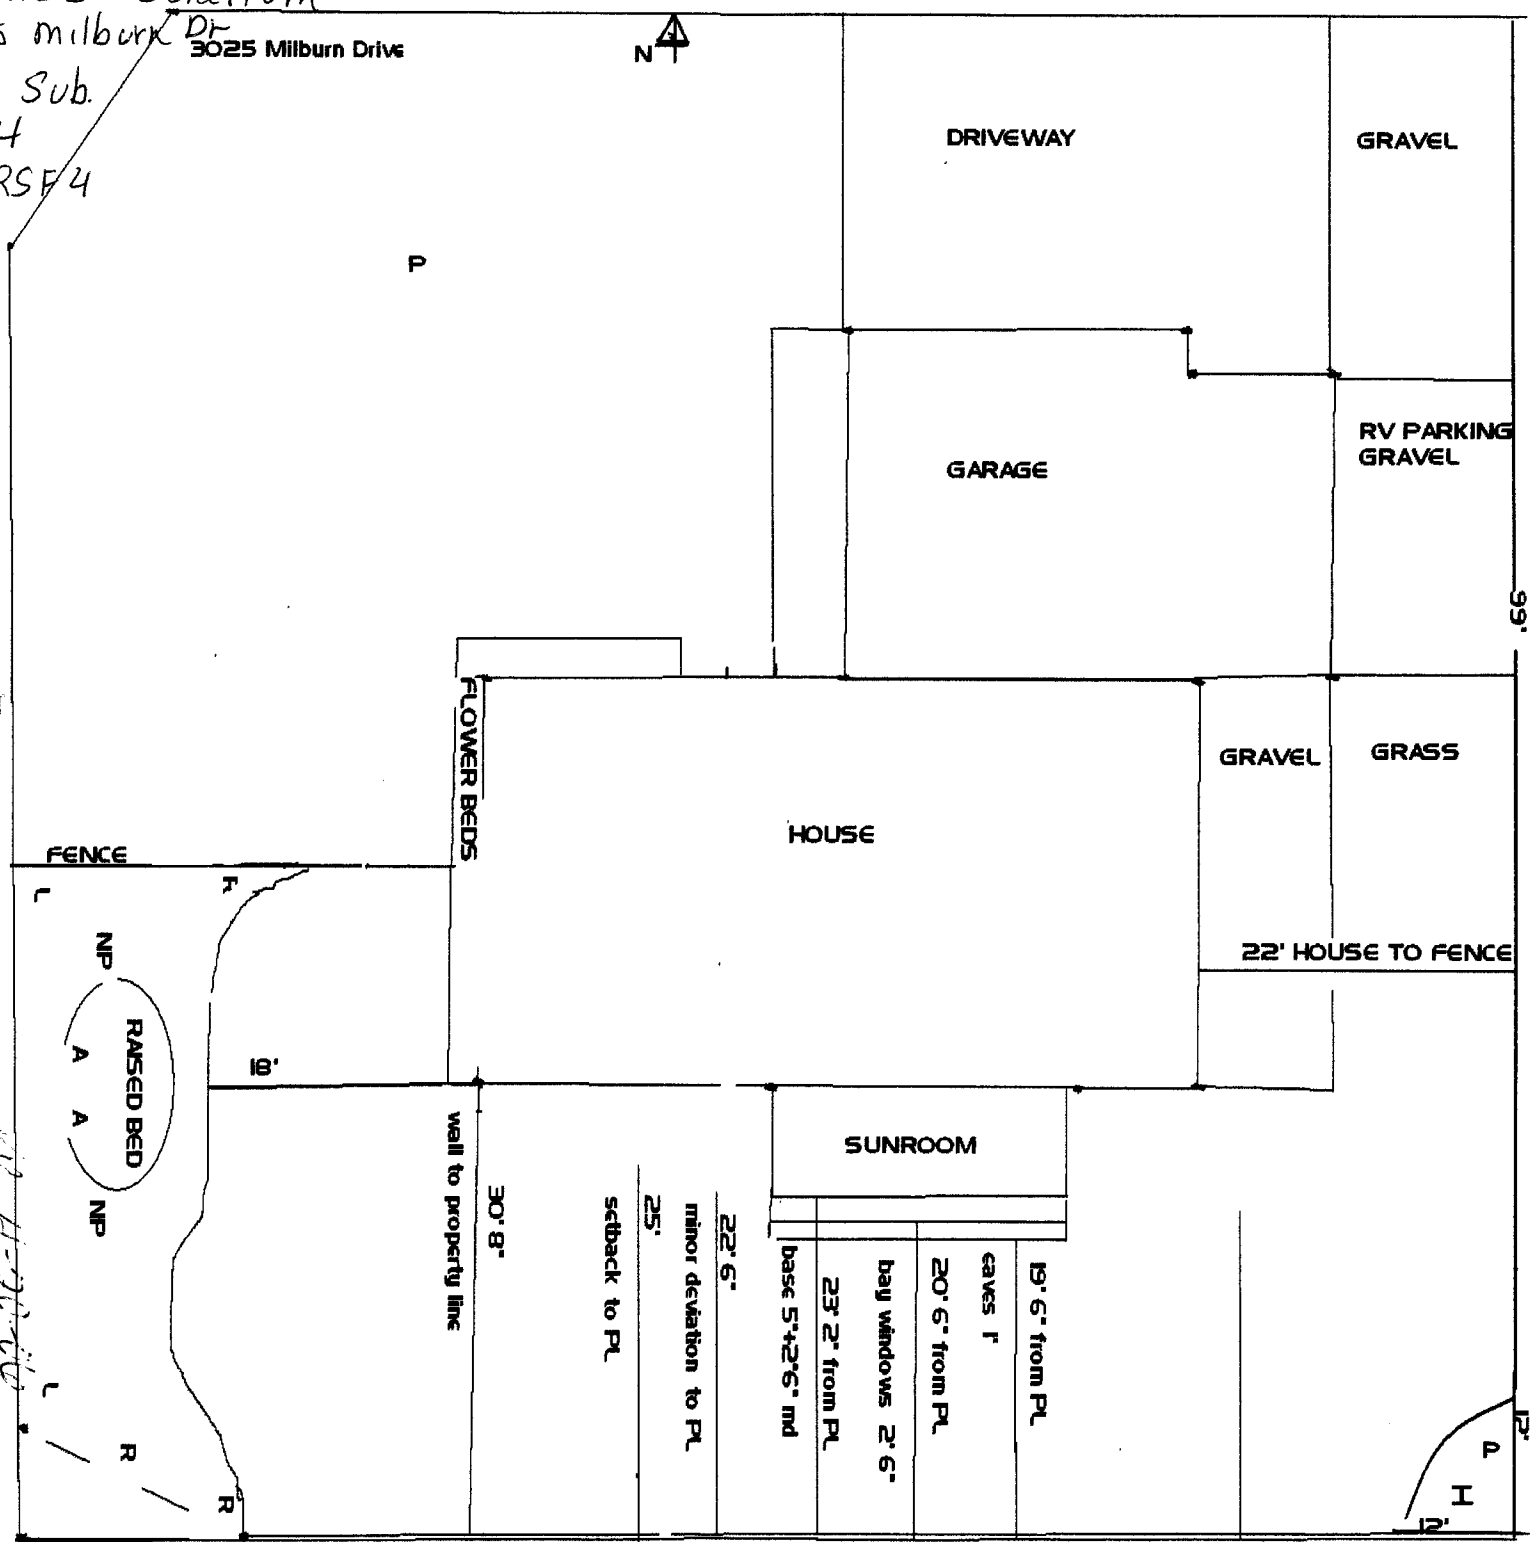 milburn Dr
3025 Milburn Drive
N
Sub.
RSF4
DRIVEWAY
GRAVEL
P
RV PARKING
GRAVEL
GARAGE
99'
FLOWER BEDS
GRAVEL
GRASS
HOUSE
FENCE
L
R
NP
22' HOUSE TO FENCE
RAISED BED
A
A
18'
NP
SUNROOM
wall to property line
30' 8"
setback to PL
25'
minor deviation to PL
22' 6"
base 5'+2'6" md
23' 2" from PL
bay windows 2' 6"
20' 6" from PL
eaves 1'
19' 6" from PL
L
R
R
12'
P
H
12'